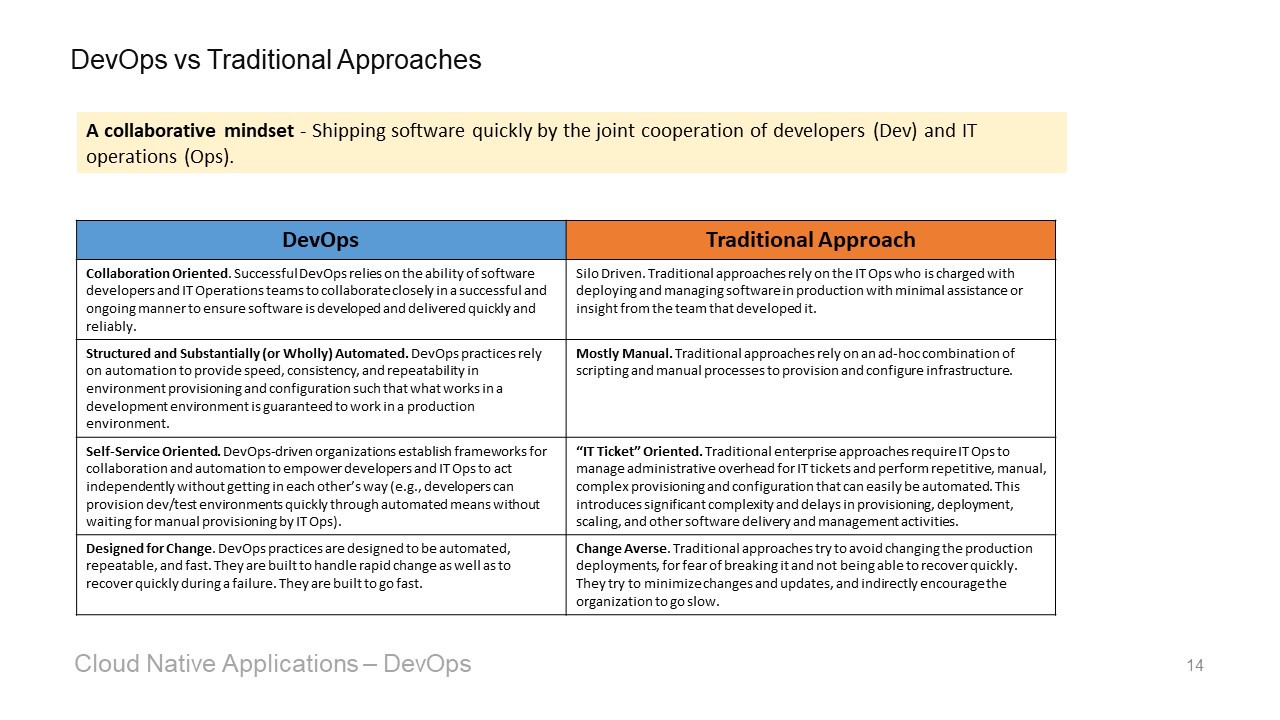 DevOps vs Traditional Approaches
A collaborative mindset - Shipping software quickly by the joint cooperation of developers (Dev) and IT
operations (Ops).
DevOps
Traditional Approach
Collaboration Oriented. Successful DevOps relies on the ability of software
developers and IT Operations teams to collaborate closely in a successful and
ongoing manner to ensure software is developed and delivered quickly and
reliably.
Silo Driven. Traditional approaches rely on the IT Ops who is charged with
deploying and managing software in production with minimal assistance or
insight from the team that developed it.
Structured and Substantially (or Wholly) Automated. DevOps practices rely
on automation to provide speed, consistency, and repeatability in
environment provisioning and configuration such that what works in a
development environment is guaranteed to work in a production
environment.
Mostly Manual. Traditional approaches rely on an ad-hoc combination of
scripting and manual processes to provision and configure infrastructure.
Self-Service Oriented. DevOps-driven organizations establish frameworks for
collaboration and automation to empower developers and IT Ops to act
independently without getting in each other’s way (e.g., developers can
provision dev/test environments quickly through automated means without
waiting for manual provisioning by IT Ops).
“IT Ticket” Oriented. Traditional enterprise approaches require IT Ops to
manage administrative overhead for IT tickets and perform repetitive, manual,
complex provisioning and configuration that can easily be automated. This
introduces significant complexity and delays in provisioning, deployment,
scaling, and other software delivery and management activities.
Designed for Change. DevOps practices are designed to be automated,
repeatable, and fast. They are built to handle rapid change as well as to
recover quickly during a failure. They are built to go fast.
Change Averse. Traditional approaches try to avoid changing the production
deployments, for fear of breaking it and not being able to recover quickly.
They try to minimize changes and updates, and indirectly encourage the
organization to go slow.
Cloud Native Applications – DevOps
14